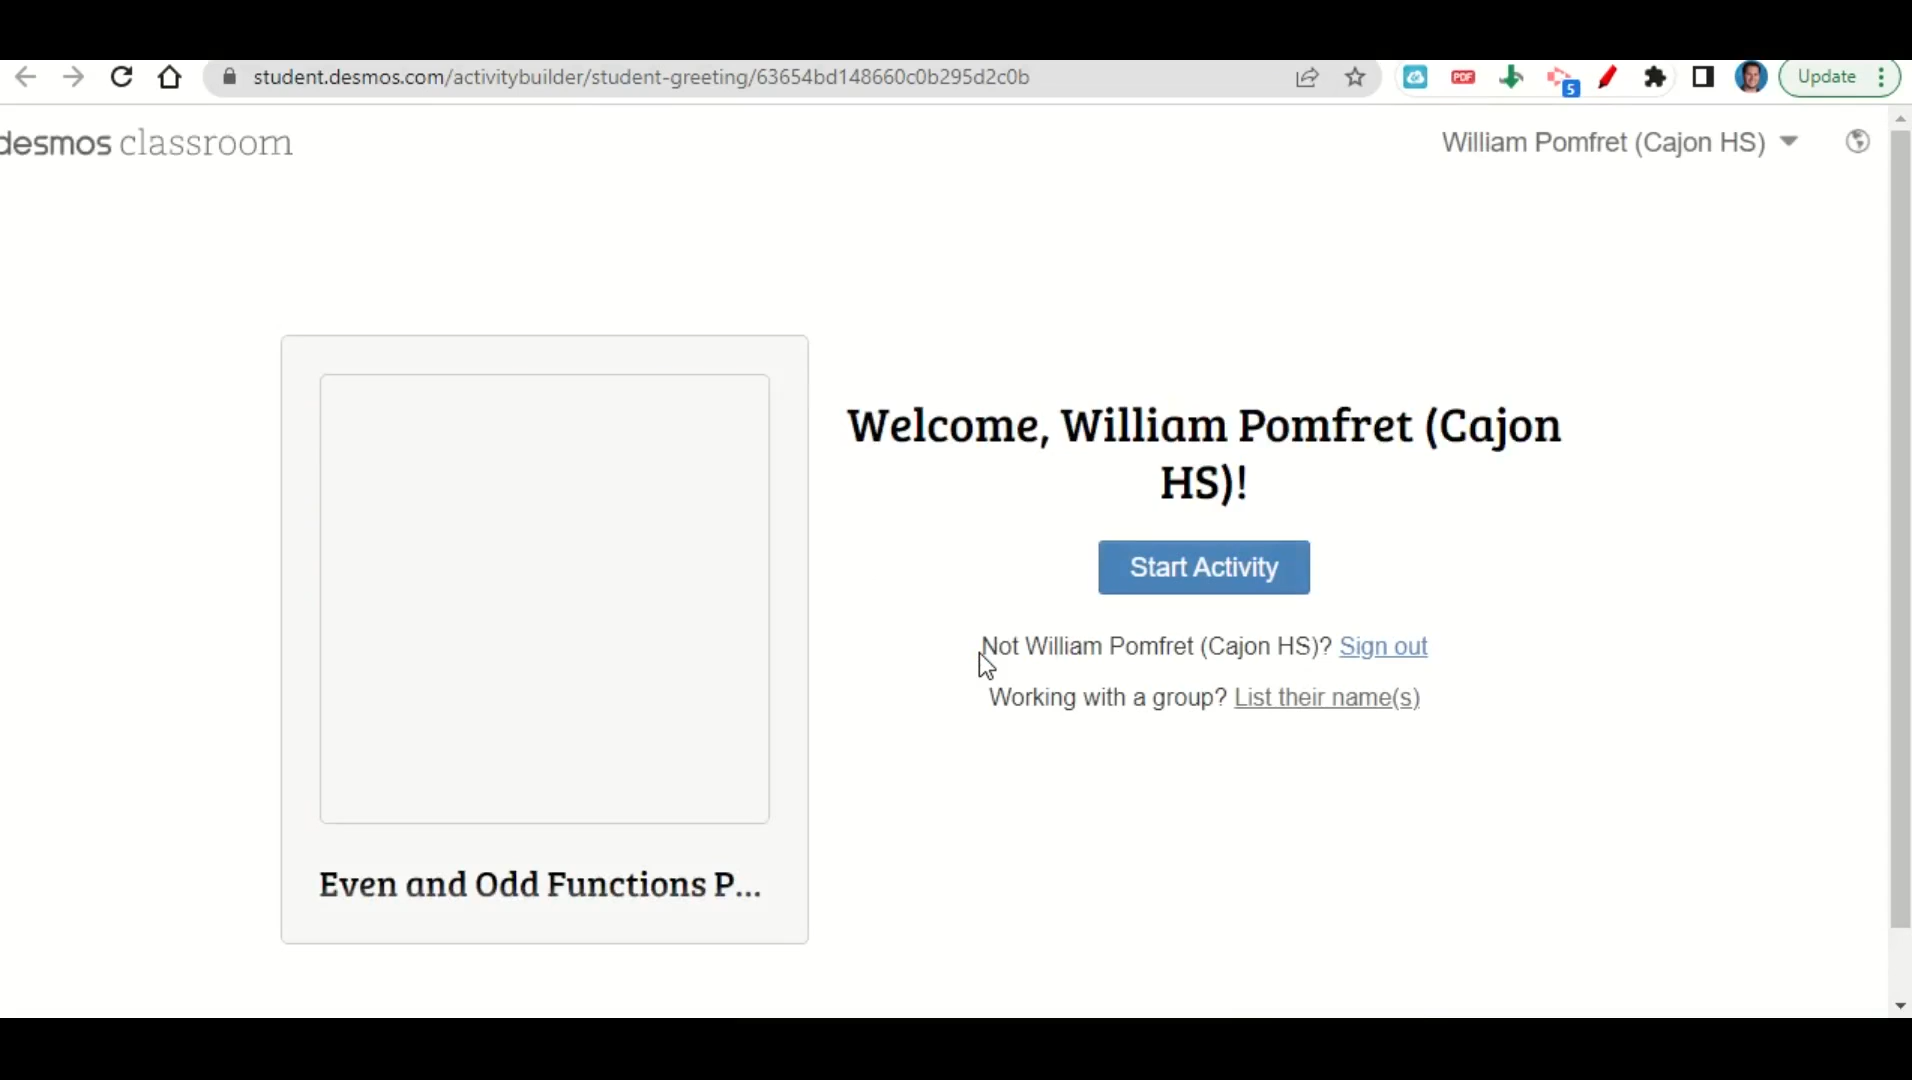 student.desmos.com/activitybuilder/student-greeting/63654bd148660c0b295d2c0b
PDF
5
Update
desmos classroom
William Pomfret (Cajon HS)
Welcome, William Pomfret (Cajon
HS)!
Start Activity
Not William Pomfret (Cajon HS)? Sign out
Working with a group? List their name(s)
Even and Odd Functions P...